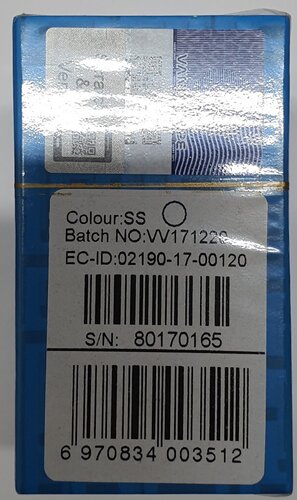 Colour:SS
Batch NO:VV171220
EC-ID:02190-17-00120
S/N: 80170165
6 970834 003512